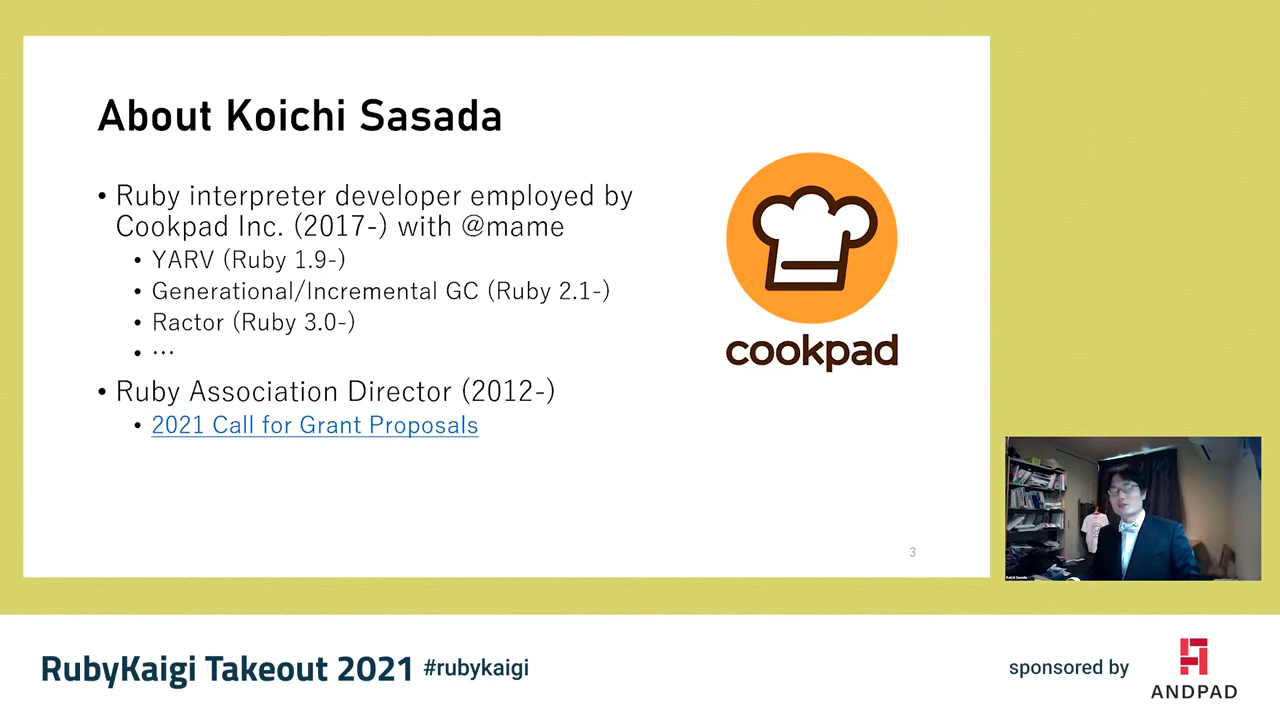 About Koichi Sasada
• Ruby interpreter developer employed by
Cookpad Inc. (2017-) with @mame
• YARV (Ruby 1.9-)
• Generational/Incremental GC (Ruby 2.1-)
• Ractor (Ruby 3.0-)
• …
• Ruby Association Director (2012-)
• 2021 Call for Grant Proposals
cookpad
3
Koichi Sasada
RubyKaigi Takeout 2021 #rubykaigi
sponsored by
ANDPAD